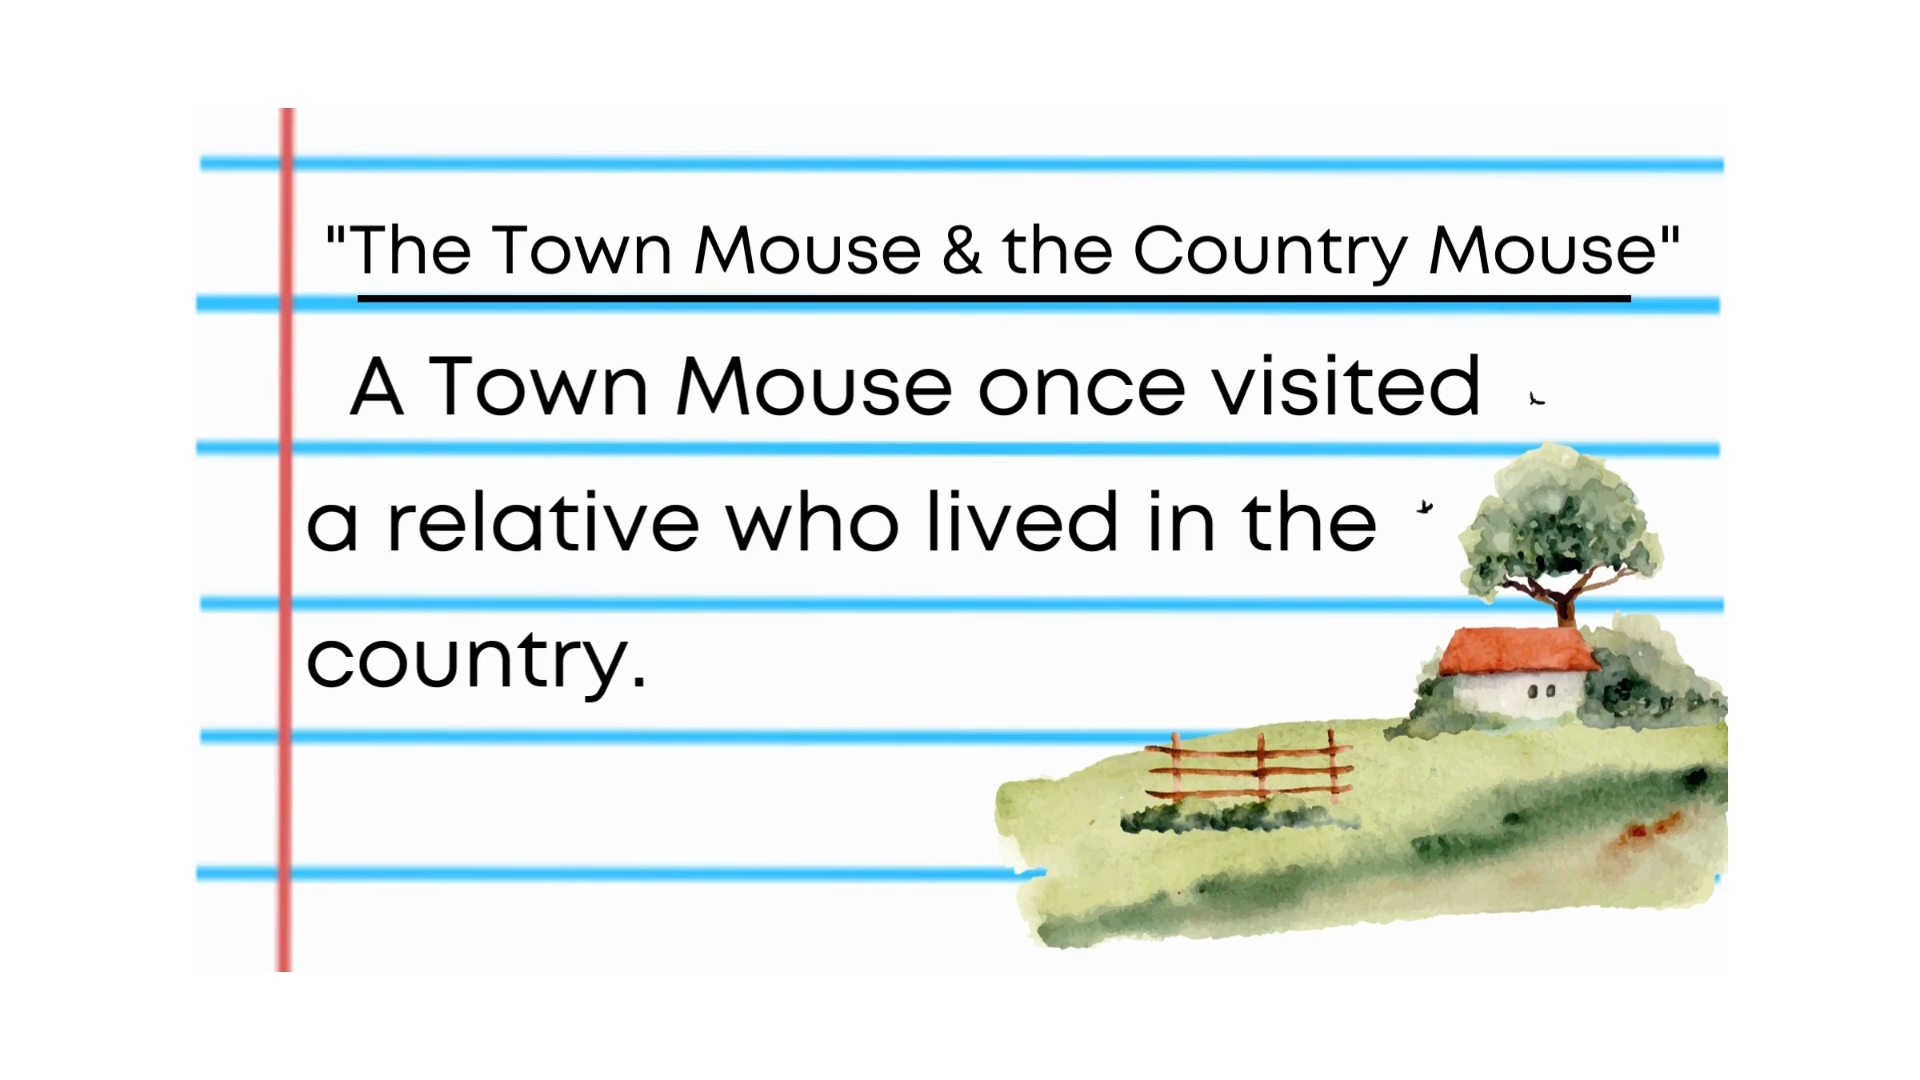 "The Town Mouse & the Country Mouse"
A Town Mouse once visited
a relative who lived in the
country.